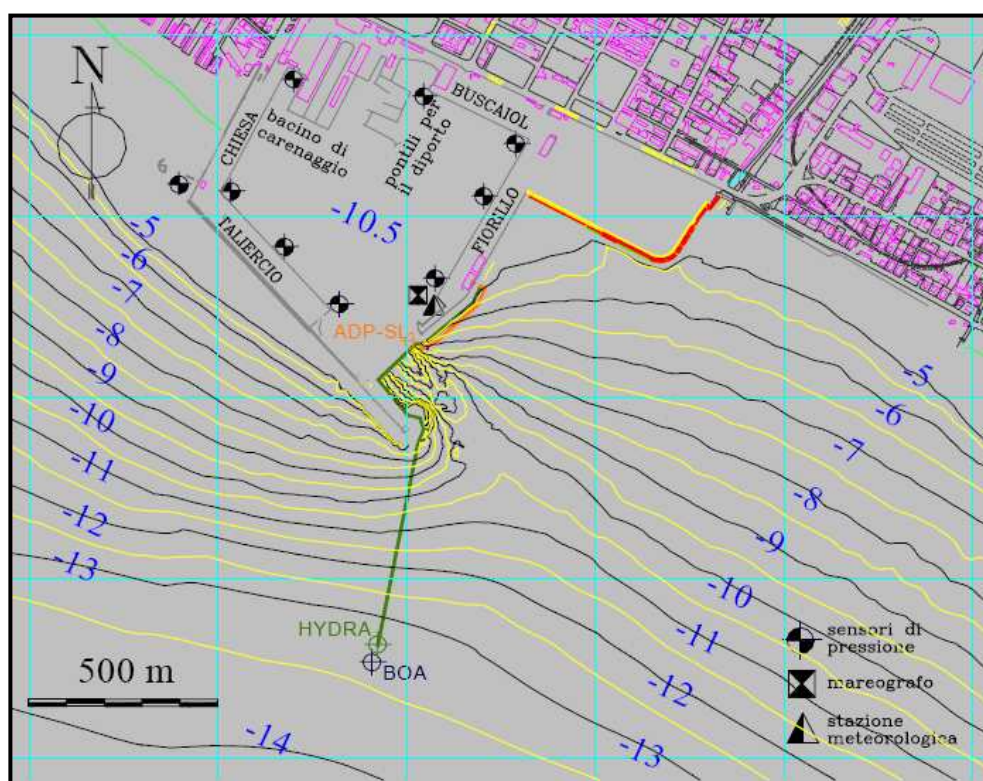 N
CHIESA
bacino di
carenaggio
pontili per
il diporto
BUSCAIOL
-10.5
FIORiLLO
TALIERCIO
6
-5
-6
-7
-8
-9
-10
-11
-12
-13
ADP-SL
-5
-6
-7
-8
-9
-10
-11
-12
-13
-14
HYDRA
BOA
500 m
sensori di
pressione
mareografo
stazione
meteorologica